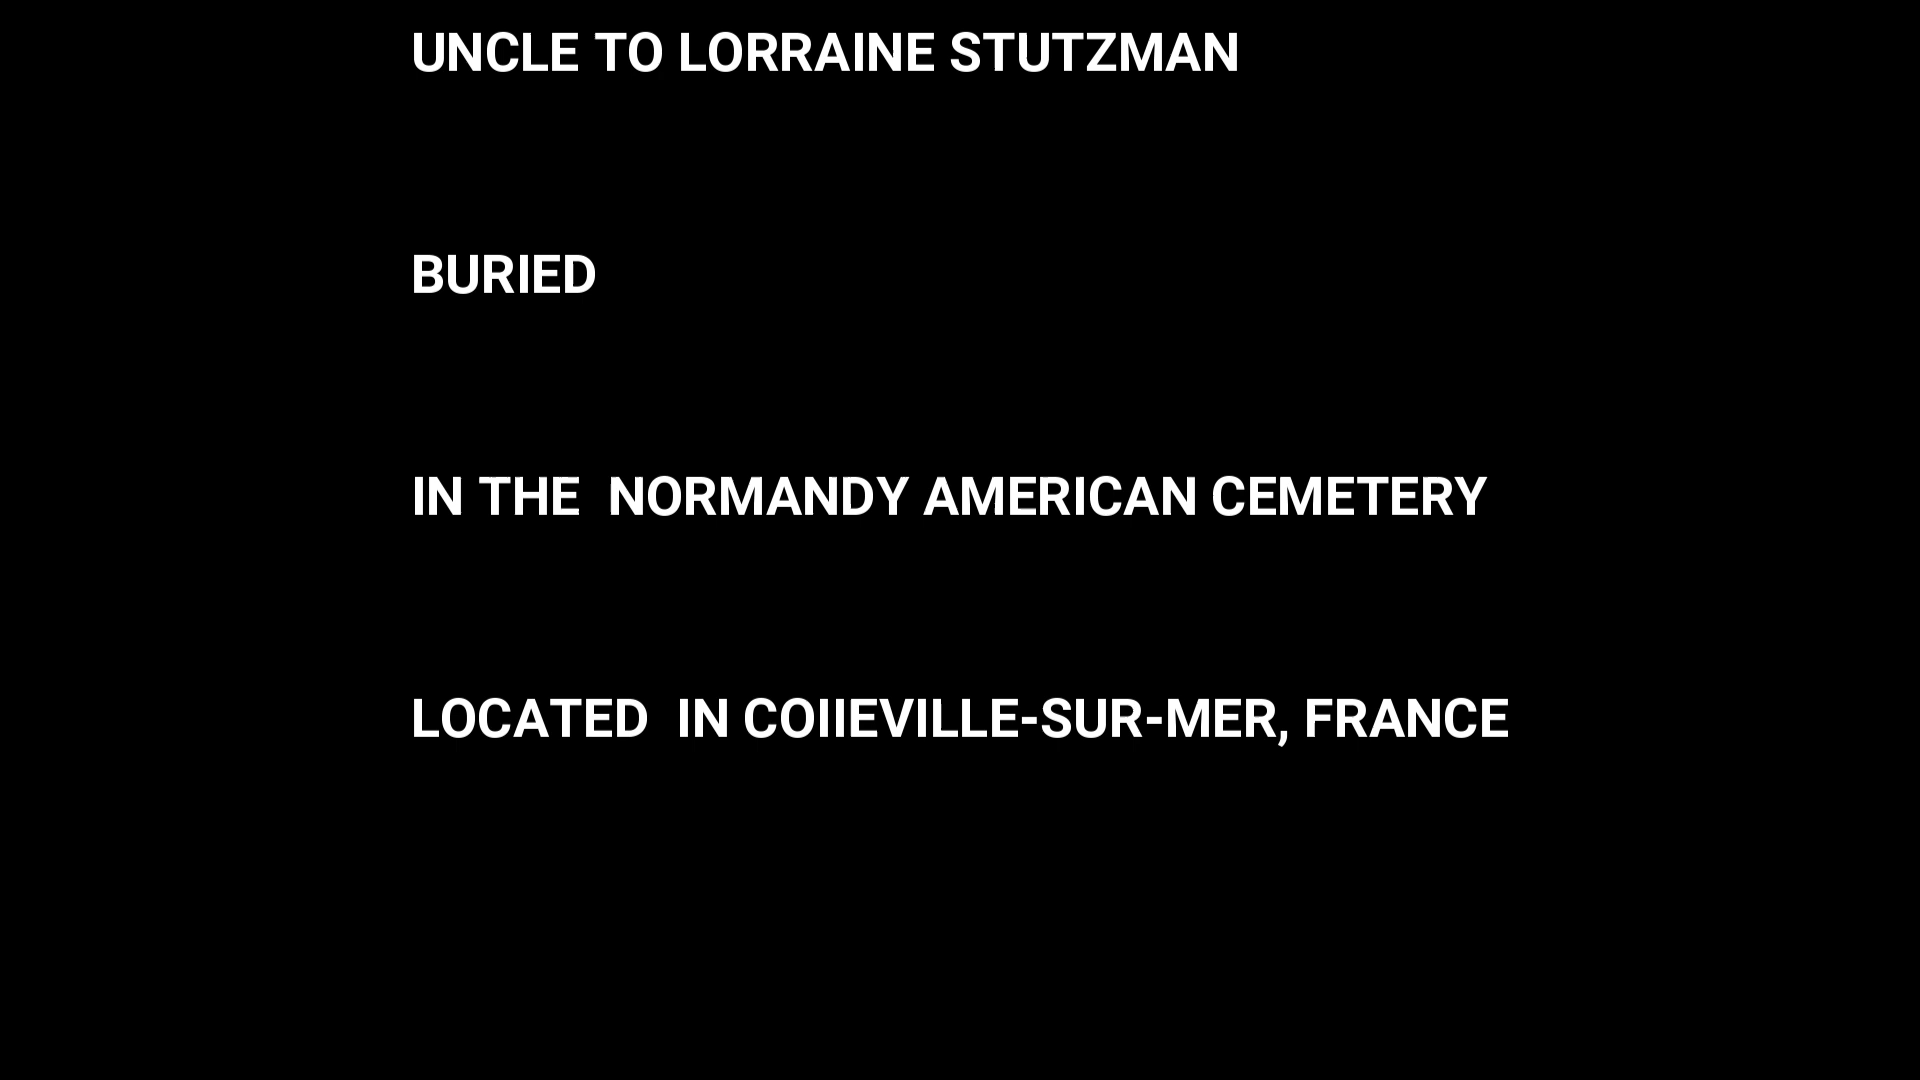 UNCLE TO LORRAINE STUTZMAN
BURIED
IN THE  NORMANDY AMERICAN CEMETERY
LOCATED  IN COIIEVILLE-SUR-MER, FRANCE